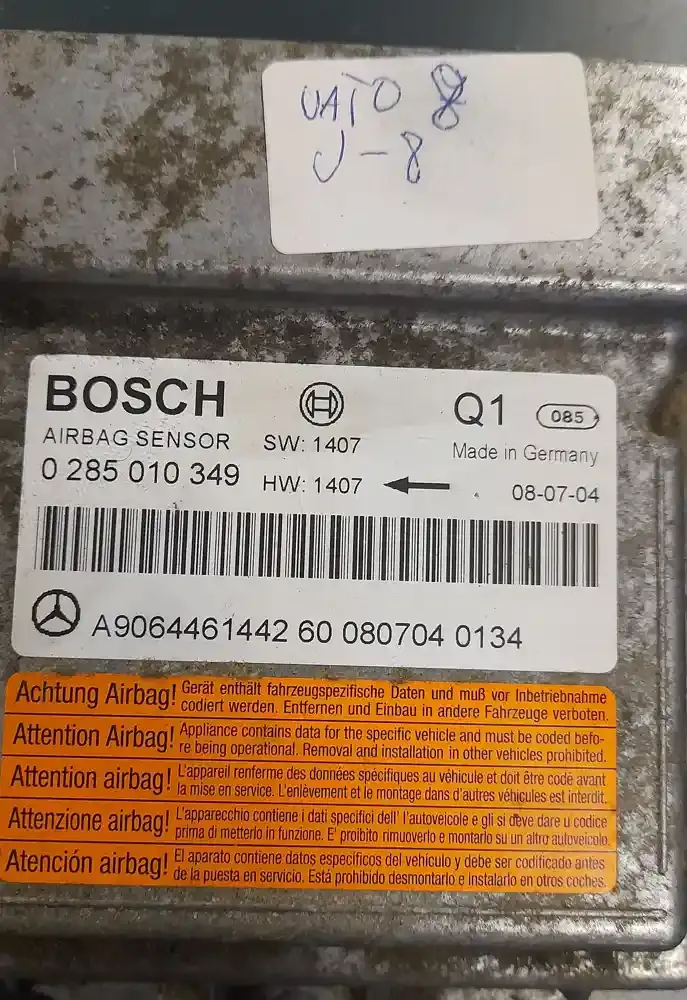 UATO 8
J-8
BOSCH
Q1 085
AIRBAG SENSOR SW: 1407
Made in Germany
0 285 010 349 HW: 1407
08-07-04
A9064461442 60 080704 0134
Achtung Airbag! Gerät enthält fahrzeugspezifische Daten und muß vor Inbetriebnahme
codiert werden. Entfernen und Einbau in andere Fahrzeuge verboten.
Attention Airbag! Appliance contains data for the specific vehicle and must be coded befo-
re being operational. Removal and installation in other vehicles prohibited.
Attention airbag! L'appareil renferme des données spécifiques au véhicule et doit être codé avant
la mise en service. L'enlèvement et le montage dans d'autres véhicules est interdit.
Attenzione airbag! L'apparecchio contiene i dati specifici dell' l'autoveicole e gli si deve dare u codice
prima di metterlo in funzione. E' proibito rimuoverlo e montarlo su un altro autoveicolo.
Atención airbag! El aparato contiene datos especificos del vehículo y debe ser codificado antes
de la puesta en servicio. Está prohibido desmontarlo e instalarlo en otros coches.